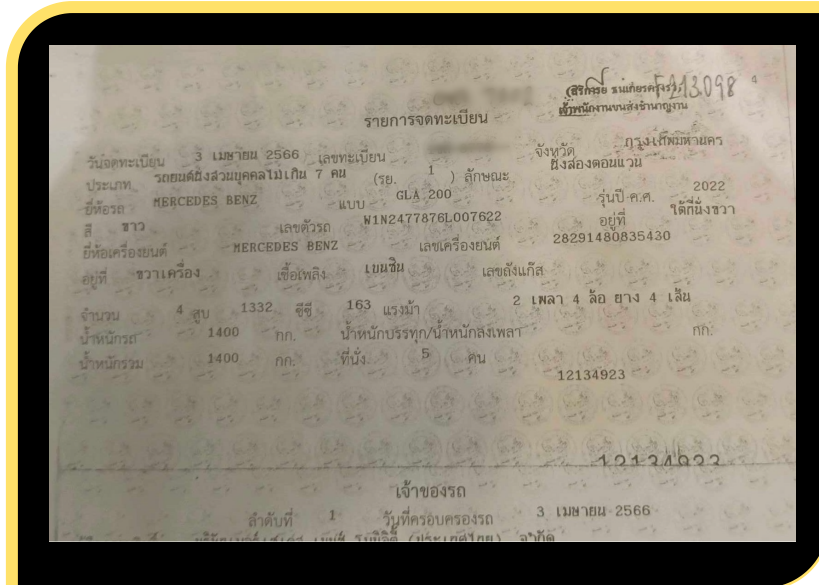 (สิริกัรย ธนเกียรติ 5213098
เจ้าพนักงานขนส่งชำนาญงาน
รายการจดทะเบียน
วันจดทะเบียน 3 เมษายน 2566 เลขทะเบียน จังหวัด กรุงเทพมหานคร
ประเภท รถยนต์นั่งส่วนบุคคลไม่เกิน 7 คน (รย. 1 ) ลักษณะ นั่งสองตอนแวน
ยี่ห้อรถ MERCEDES BENZ แบบ GLA 200 รุ่นปี ค.ศ. 2022
สี ขาว เลขตัวรถ W1N2477876L007622 อยู่ที่ ใต้ที่นั่งขวา
ยี่ห้อเครื่องยนต์ MERCEDES BENZ เลขเครื่องยนต์ 28291480835430
อยู่ที่ ขวาเครื่อง เชื้อเพลิง เบนซิน เลขถังแก๊ส
จำนวน 4 สูบ 1332 ซีซี 163 แรงม้า 2 เพลา 4 ล้อ ยาง 4 เส้น
น้ำหนักรถ 1400 กก. น้ำหนักบรรทุก/น้ำหนักลงเพลา กก.
น้ำหนักรวม 1400 กก. ที่นั่ง 5 คน
12134923
12134923
เจ้าของรถ
ลำดับที่ 1 วันที่ครอบครองรถ 3 เมษายน 2566
(ประเทศไทย) จำกัด